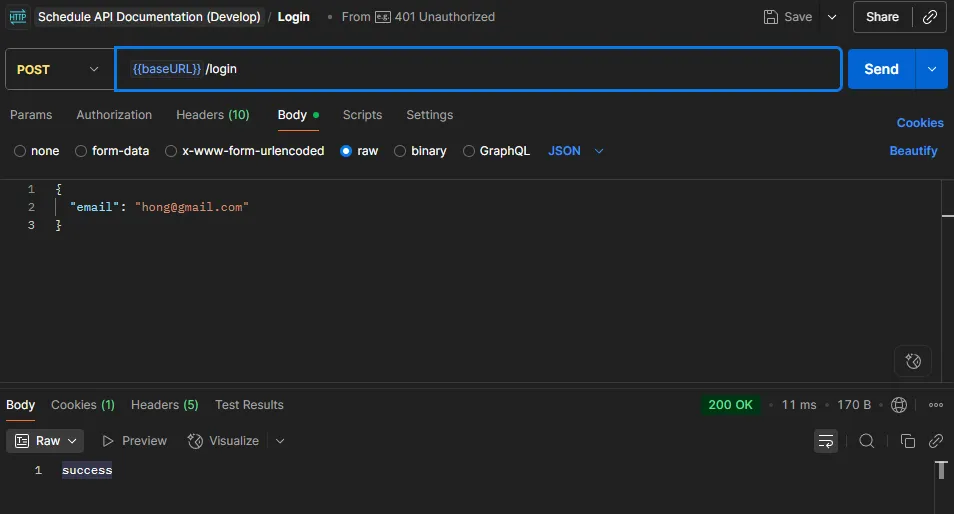 HTTP Schedule API Documentation (Develop) / Login • From e.g. 401 Unauthorized Save Share
POST {{baseURL}} /login Send
Params Authorization Headers (10) Body Scripts Settings Cookies
none form-data x-www-form-urlencoded raw binary GraphQL JSON Beautify
1 {
2 "email": "hong@gmail.com"
3 }
Body Cookies (1) Headers (5) Test Results 200 OK • 11 ms • 170 B
Raw Preview Visualize
1 success